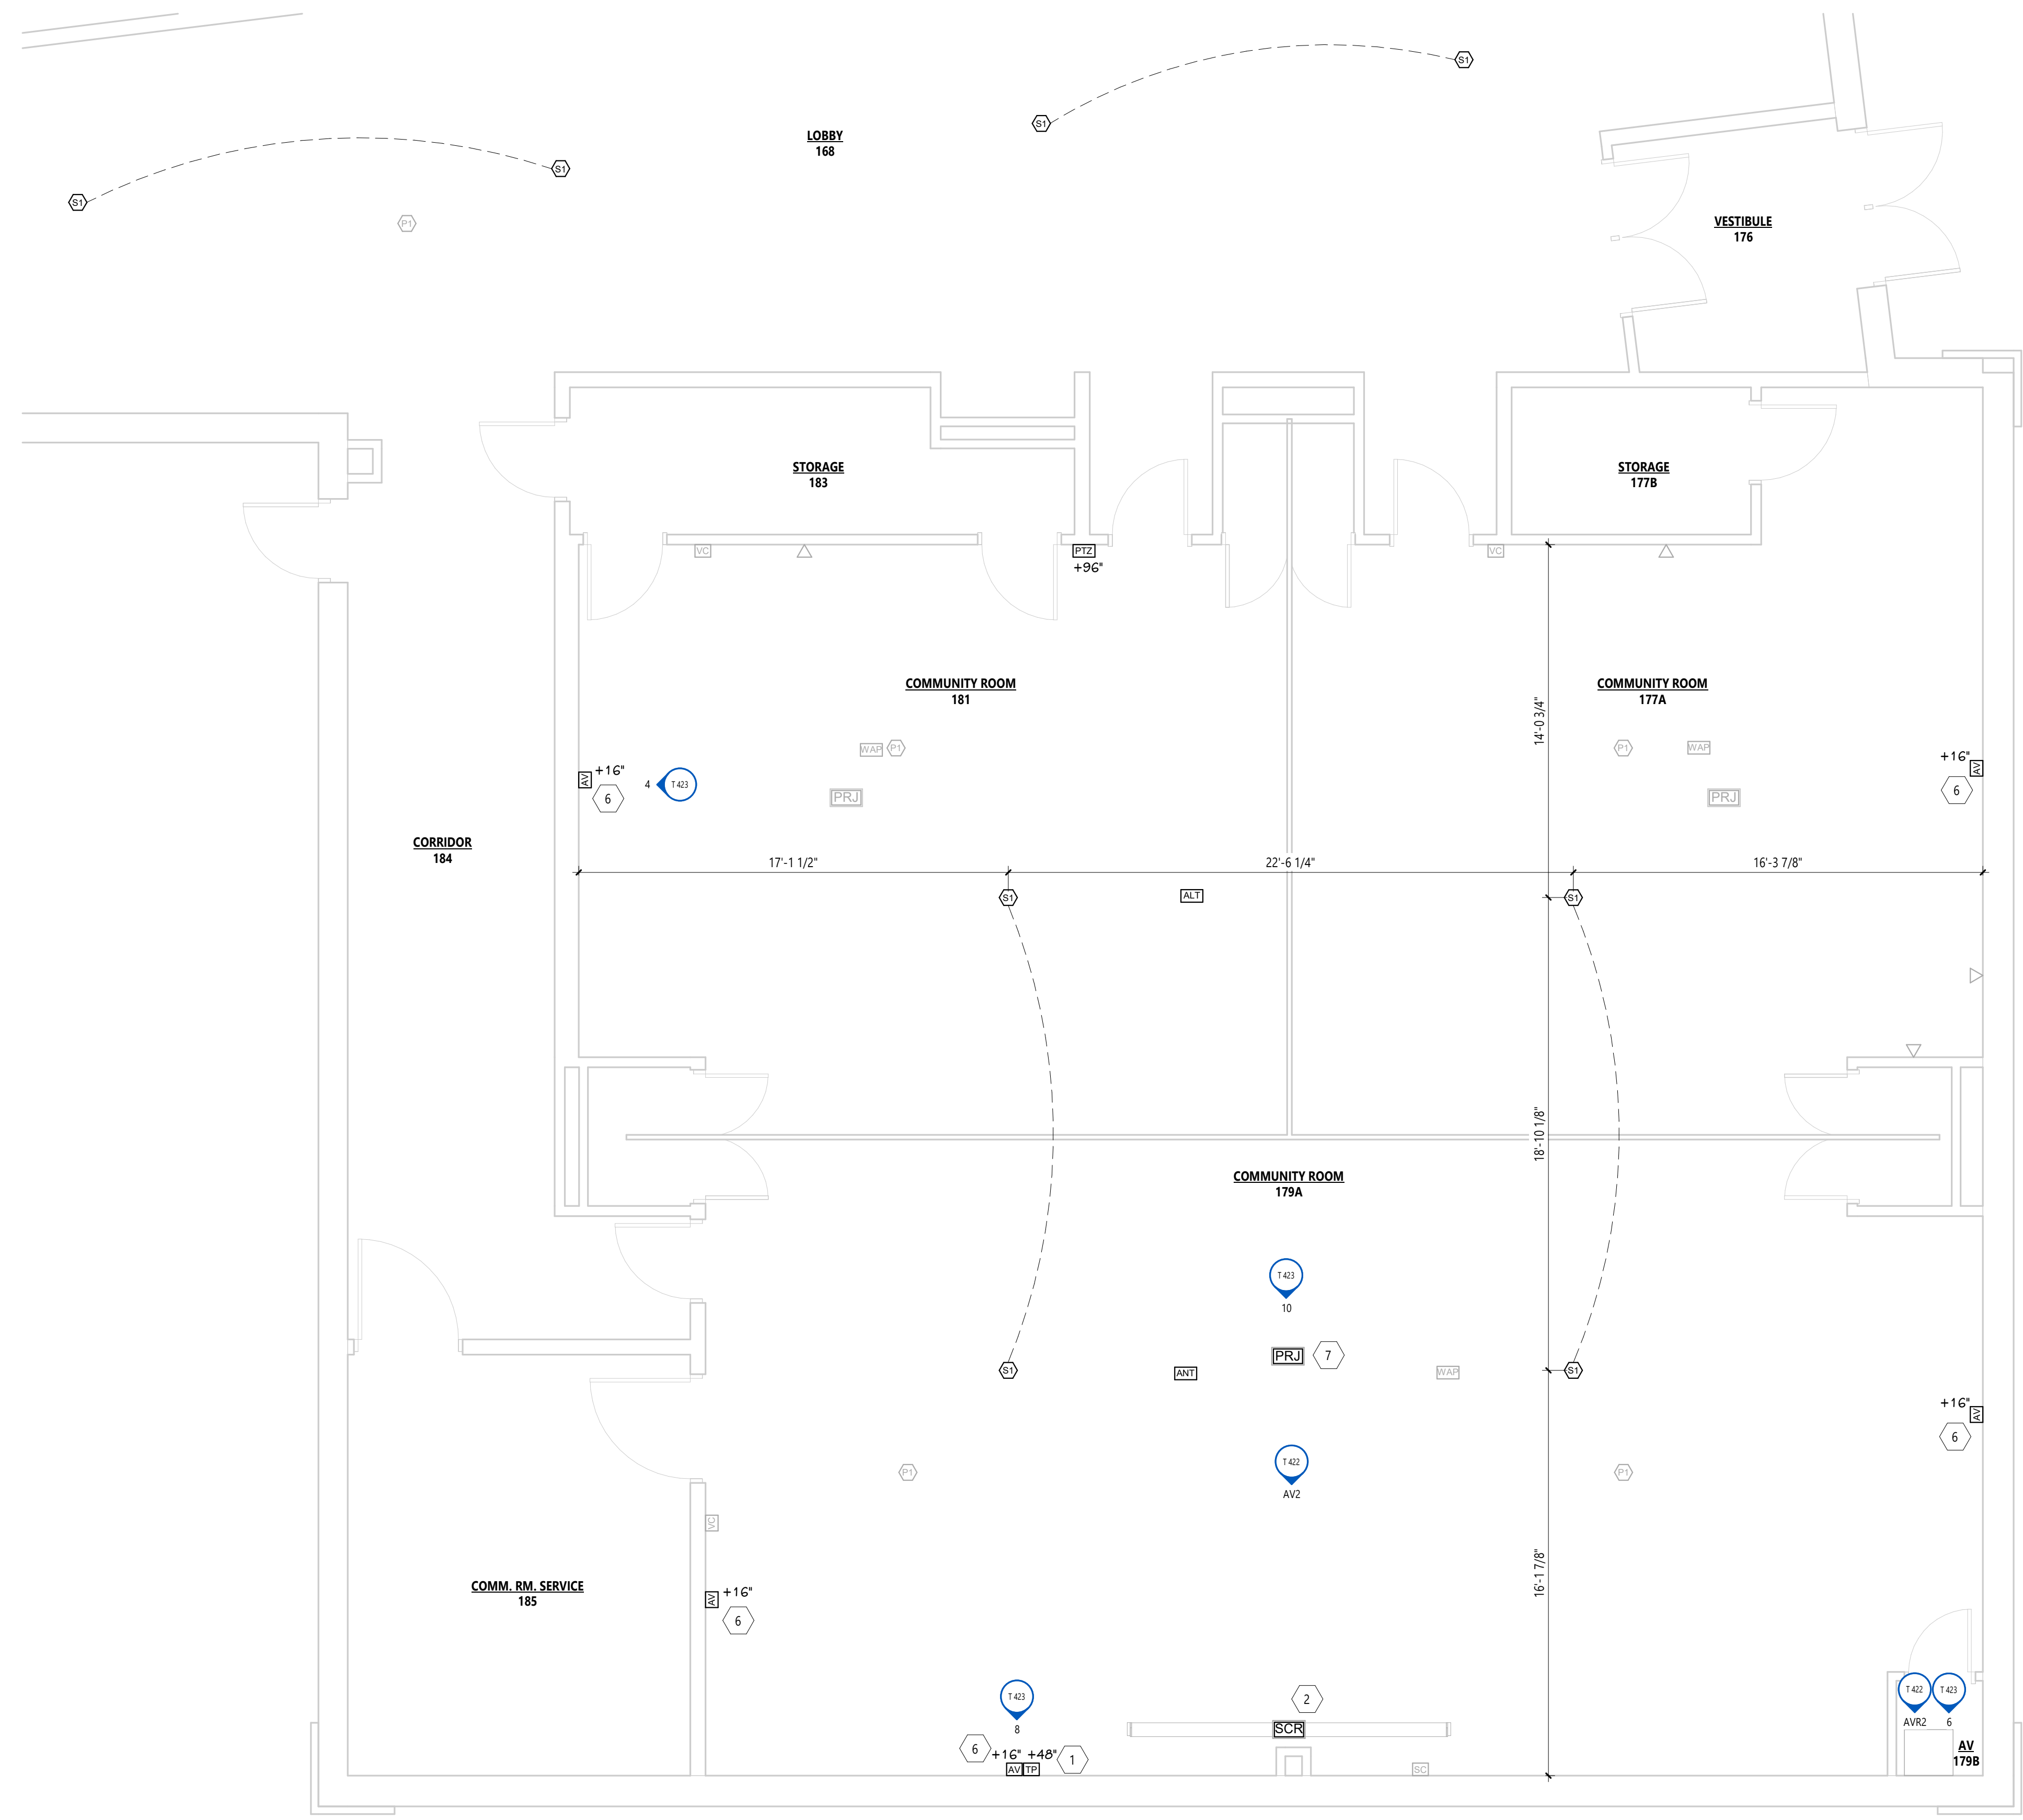 S1
S1
LOBBY
168
S1
S1
P1
VESTIBULE
176
STORAGE
183
STORAGE
177B
VC
PTZ
+96"
VC
COMMUNITY ROOM
181
COMMUNITY ROOM
177A
14'-0 3/4"
WAP
P1
P1
WAP
AV
+16"
6
4
T 423
PRJ
PRJ
+16"
AV
6
CORRIDOR
184
17'-1 1/2"
22'-6 1/4"
16'-3 7/8"
S1
ALT
S1
18'-10 1/8"
COMMUNITY ROOM
179A
T 423
10
PRJ
7
S1
ANT
WAP
S1
+16"
AV
6
T 422
AV2
P1
P1
VC
16'-1 7/8"
COMM. RM. SERVICE
185
AV
+16"
6
T 423
8
2
SCR
T 422
AVR2
T 423
6
6
+16"
+48"
1
AV
TP
SC
AV
179B